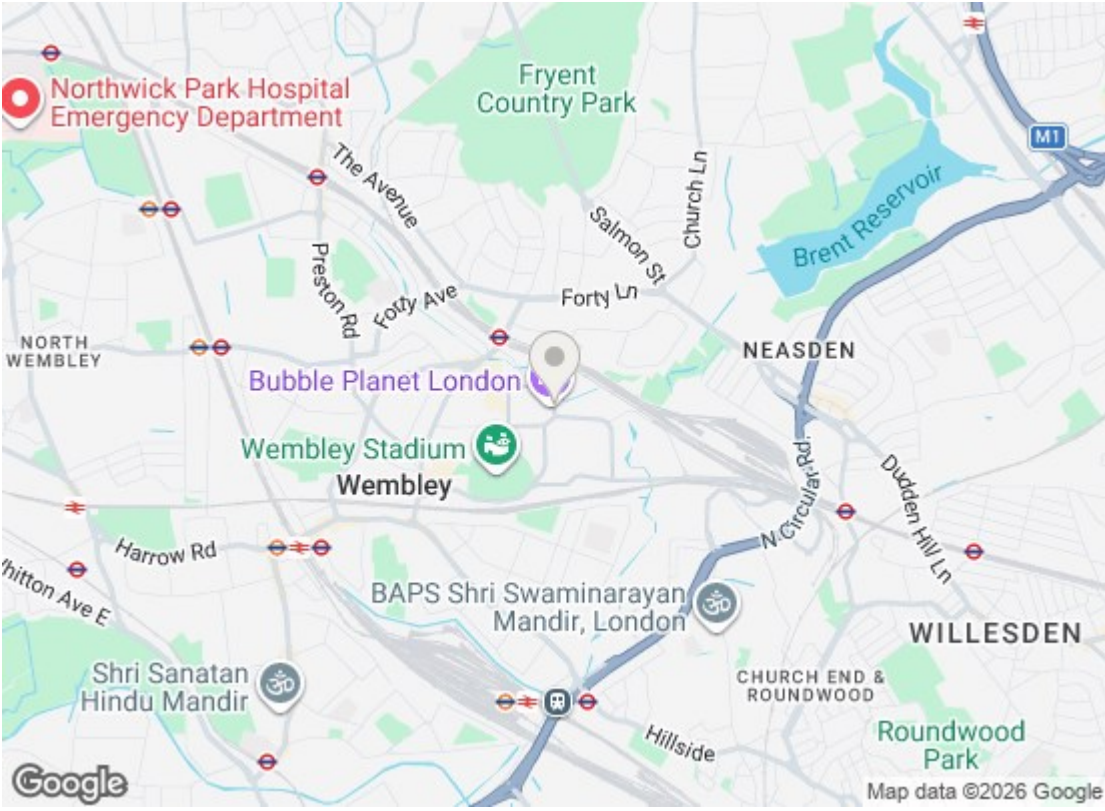 Northwick Park Hospital
Emergency Department
Fryent
Country Park
M1
The Avenue
Church Ln
Brent Reservoir
Salmon St
Preston Rd
Forty Ave
Forty Ln
NORTH
WEMBLEY
NEASDEN
Bubble Planet London
Wembley Stadium
Wembley
N Circular Rd.
Dudden Hill Ln
Harrow Rd
Whitton Ave E
BAPS Shri Swaminarayan
Mandir, London
WILLESDEN
Shri Sanatan
Hindu Mandir
CHURCH END &
ROUNDWOOD
Hillside
Roundwood
Park
Google
Map data ©2026 Google